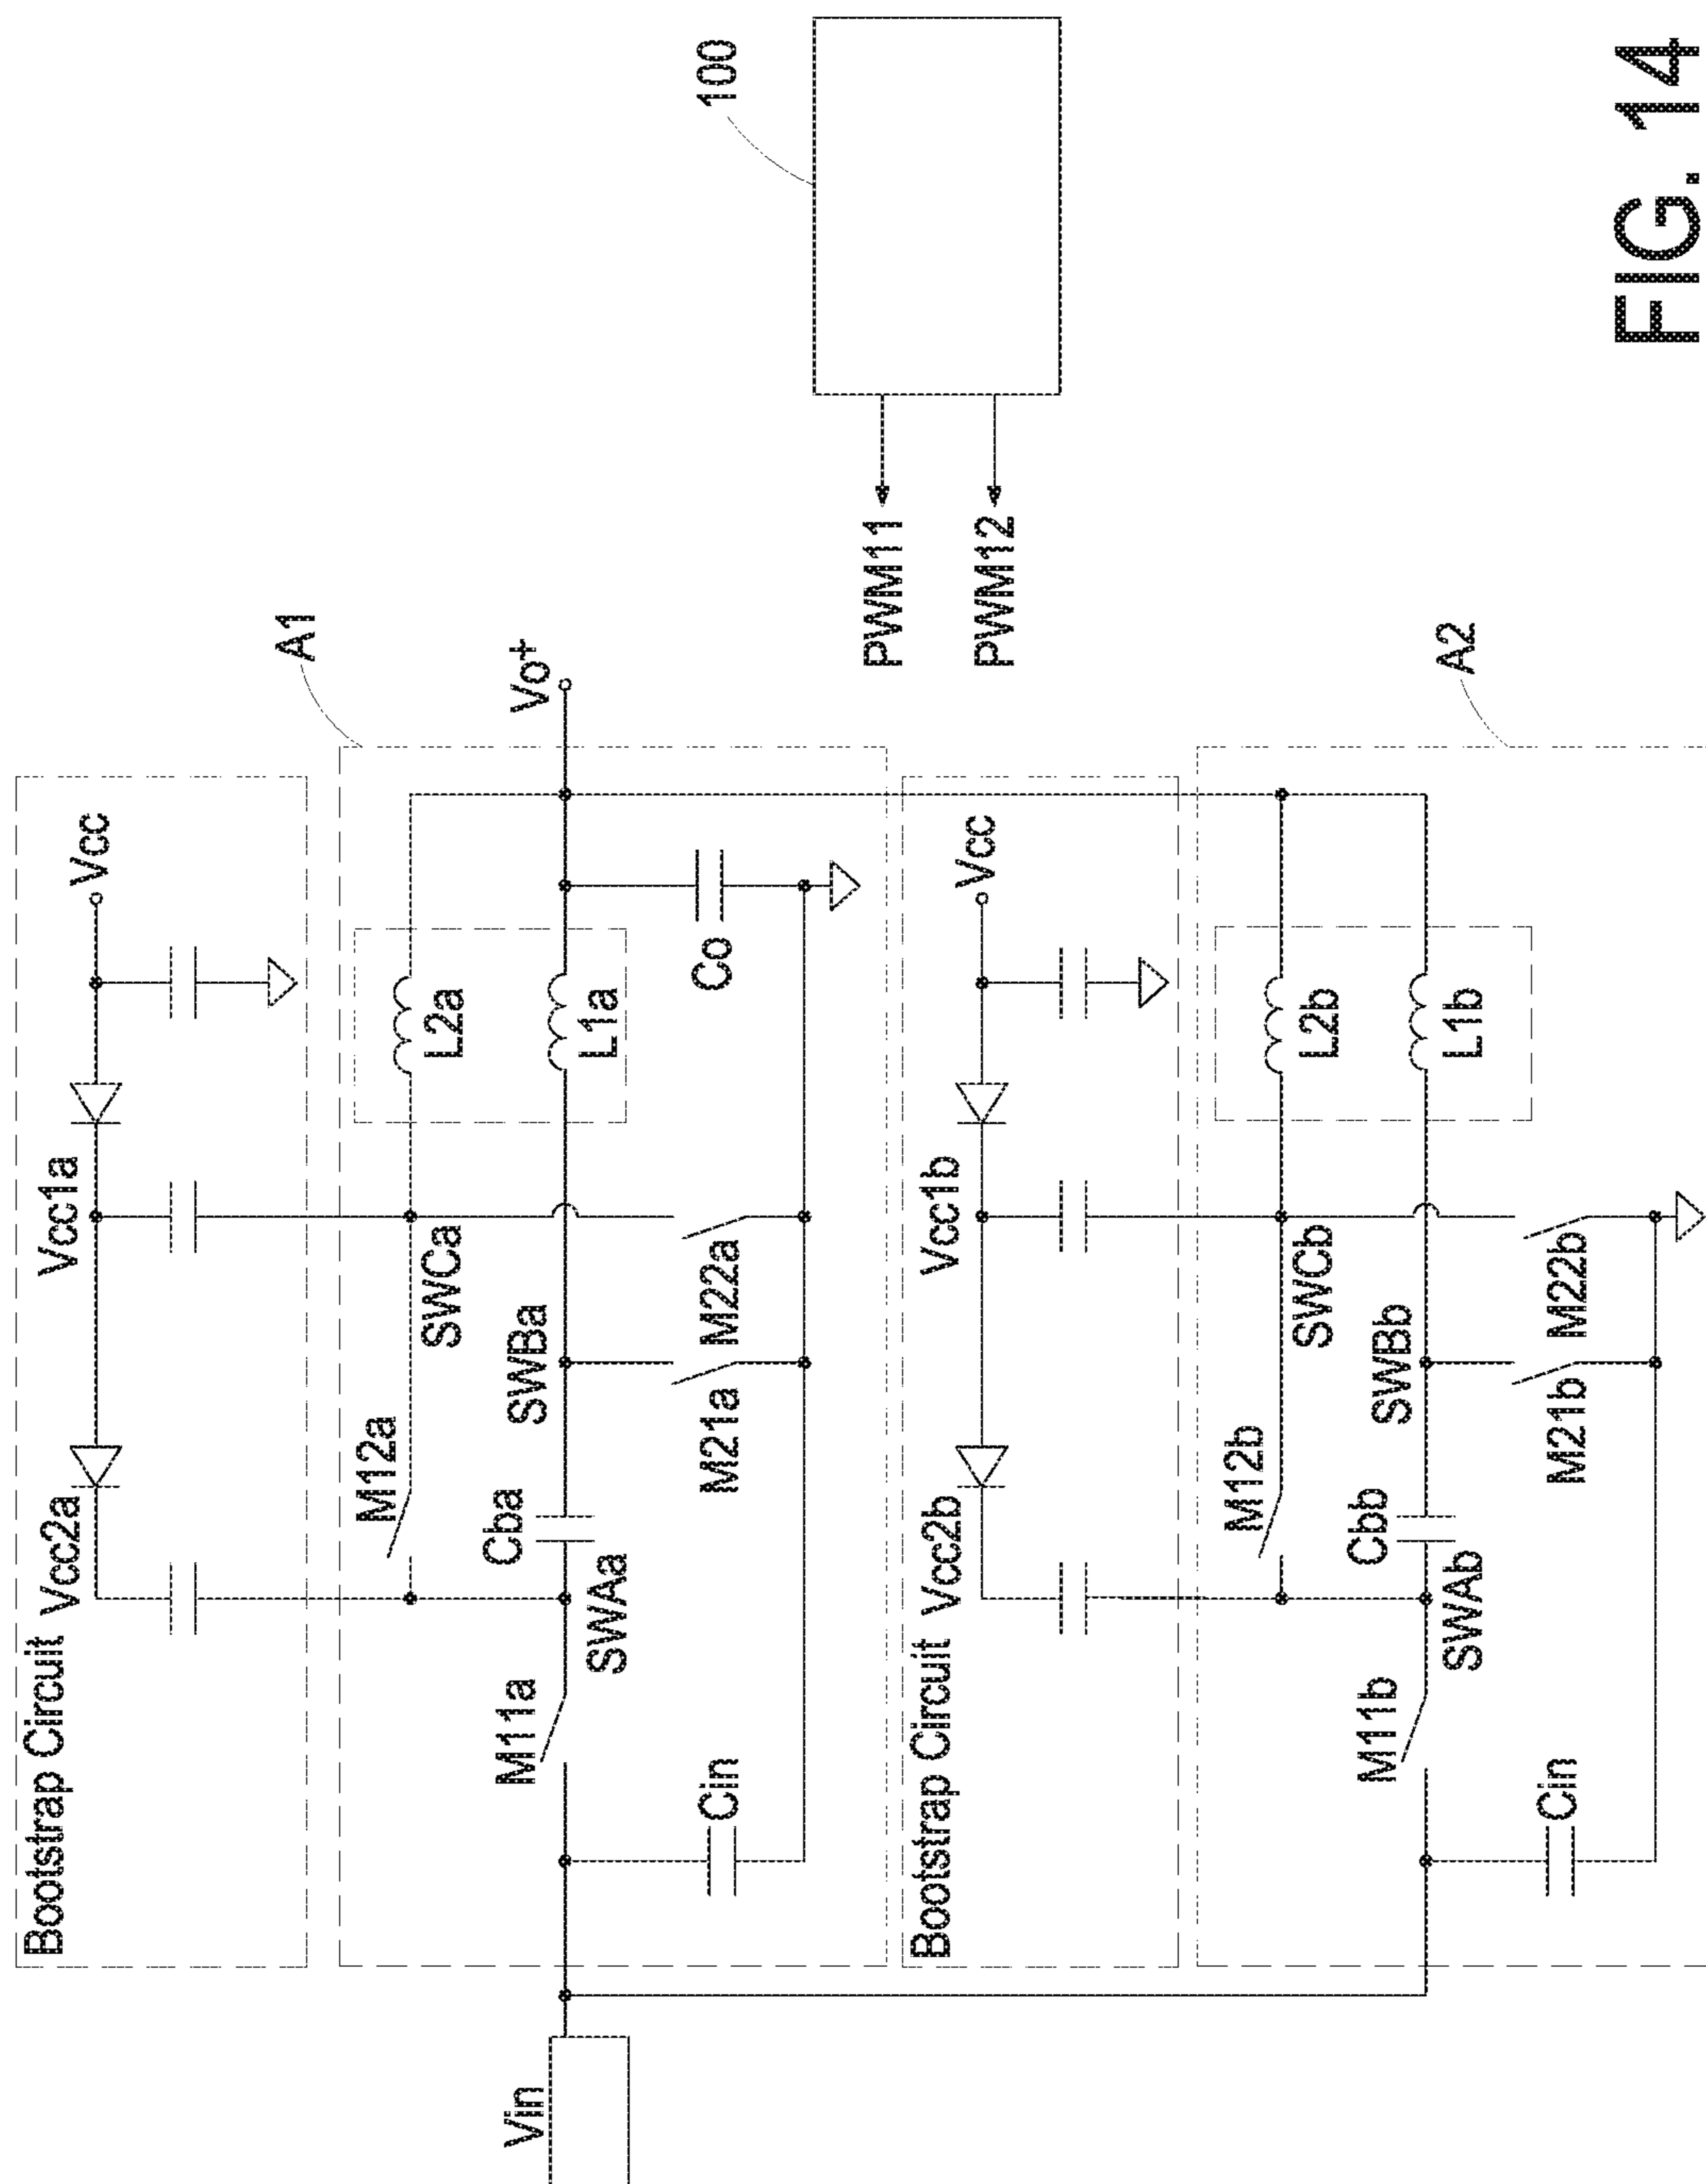 Bootstrap Circuit
Vcc2a
Vcc1a
Vcc
A1
M12a
SWCa
L2a
Vin
M11a
SWAa
Cba
SWBa
L1a
Vo+
Cin
M21a
M22a
Co
100
PWM11
PWM12
Bootstrap Circuit
Vcc2b
Vcc1b
Vcc
A2
M12b
SWCb
L2b
M11b
SWAb
Cbb
SWBb
L1b
Cin
M21b
M22b
FIG. 14